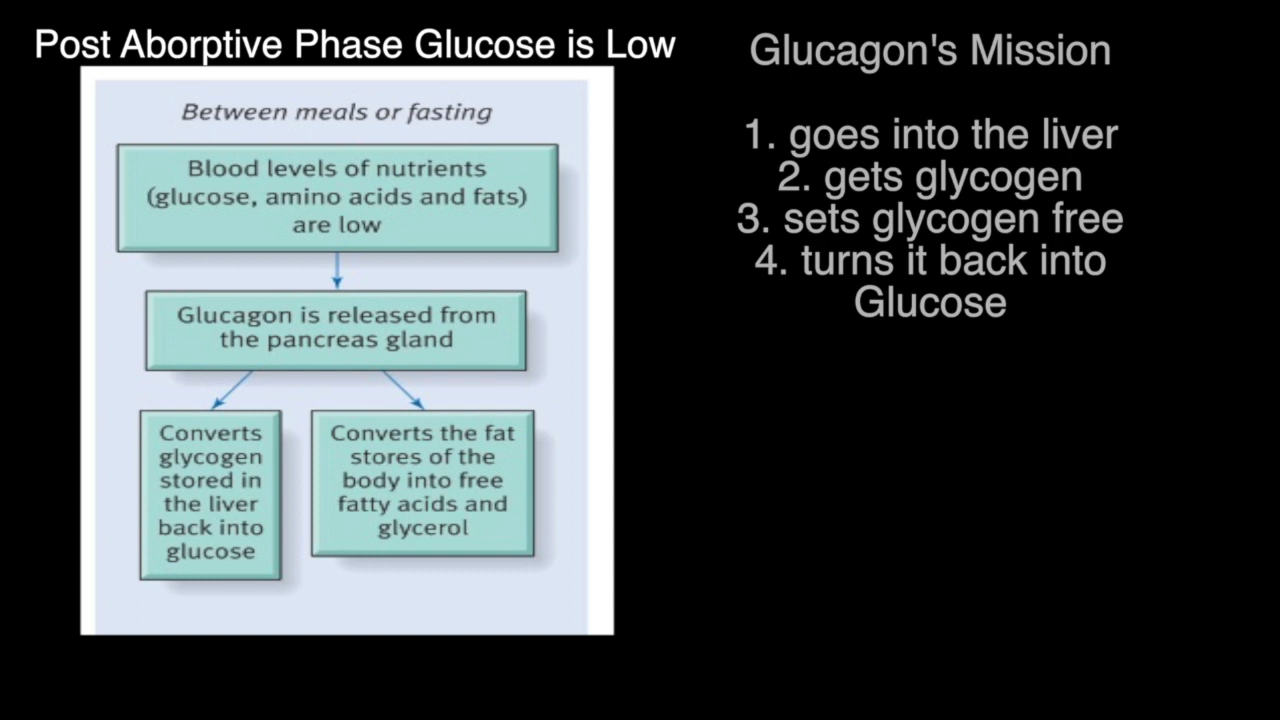 Post Aborptive Phase Glucose is Low
Between meals or fasting
Blood levels of nutrients
(glucose, amino acids and fats)
are low
Glucagon is released from
the pancreas gland
Converts
glycogen
stored in
the liver
back into
glucose
Converts the fat
stores of the
body into free
fatty acids and
glycerol
Glucagon's Mission
1. goes into the liver
2. gets glycogen
3. sets glycogen free
4. turns it back into
Glucose